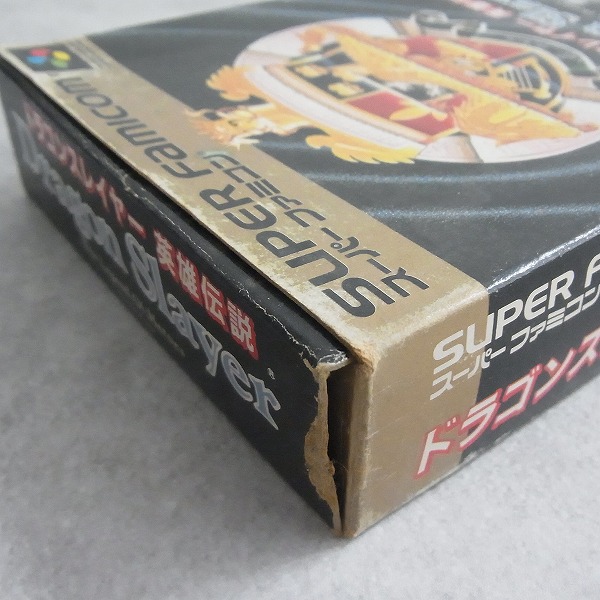 SUPER Famicom
スーパーファミコン
ドラゴンスレイヤー 英雄伝説
Dragon Slayer
SUPER F
スーパーファミコン
ドラゴンス